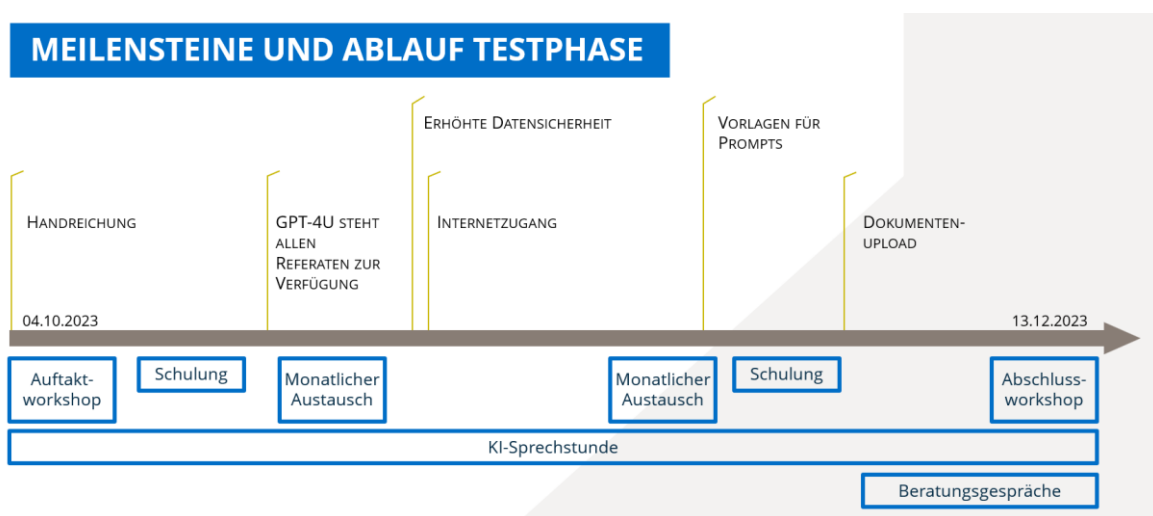 MEILENSTEINE UND ABLAUF TESTPHASE
ERHÖHTE DATENSICHERHEIT
VORLAGEN FÜR
PROMPTS
HANDREICHUNG
GPT-4U STEHT
ALLEN
REFERATEN ZUR
VERFÜGUNG
INTERNETZUGANG
DOKUMENTEN-
UPLOAD
04.10.2023
13.12.2023
Auftakt-
workshop
Schulung
Monatlicher
Austausch
Monatlicher
Austausch
Schulung
Abschluss-
workshop
KI-Sprechstunde
Beratungsgespräche